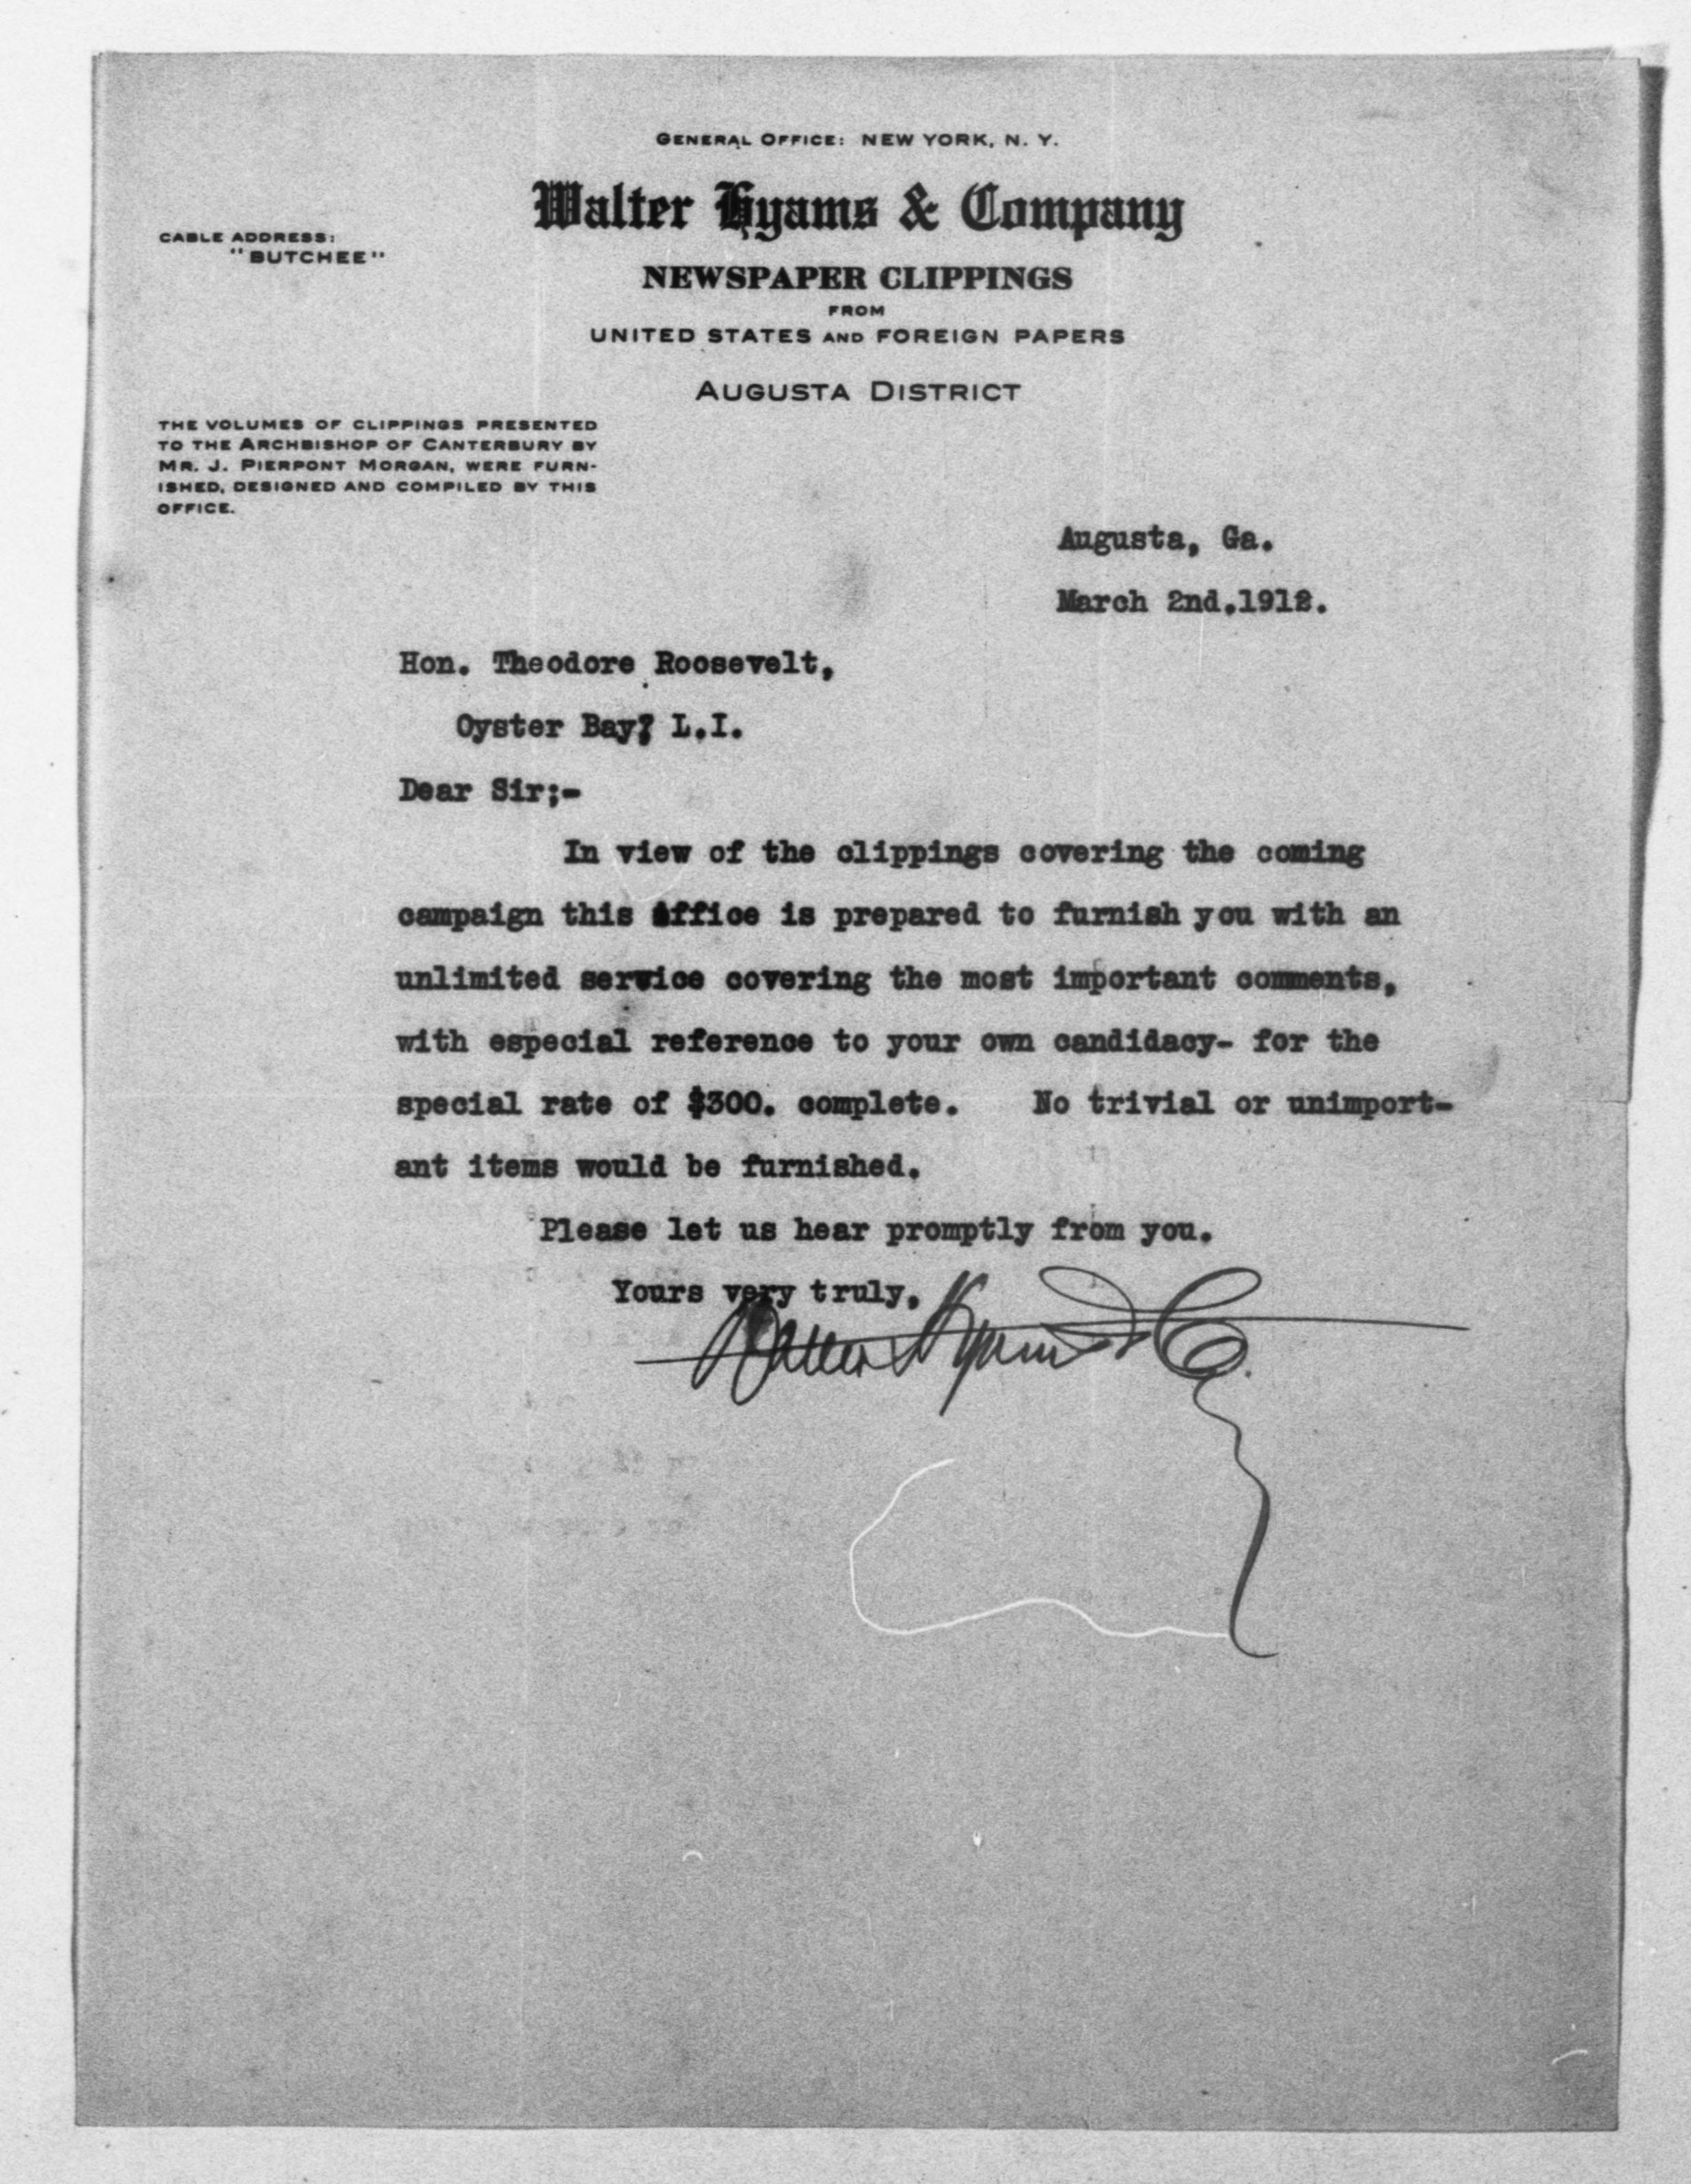 GENERAL OFFICE: NEW YORK, N. Y.
Walter Hyams & Company
CABLE ADDRESS:
"BUTCHEE"
NEWSPAPER CLIPPINGS
FROM
UNITED STATES AND FOREIGN PAPERS
AUGUSTA DISTRICT
THE VOLUMES OF CLIPPINGS PRESENTED
TO THE ARCHBISHOP OF CANTERBURY BY
MR. J. PIERPONT MORGAN, WERE FURN-
ISHED, DESIGNED AND COMPILED BY THIS
OFFICE.
Augusta, Ga.
March 2nd,1912.
Hon. Theodore Roosevelt,
Oyster Bay, L.I.
Dear Sir;-
In view of the clippings covering the coming
campaign this office is prepared to furnish you with an
unlimited service covering the most important comments,
with especial reference to your own candidacy- for the
special rate of $300. complete. No trivial or unimport-
ant items would be furnished.
Please let us hear promptly from you.
Yours very truly,
Walter Hyams & Co.